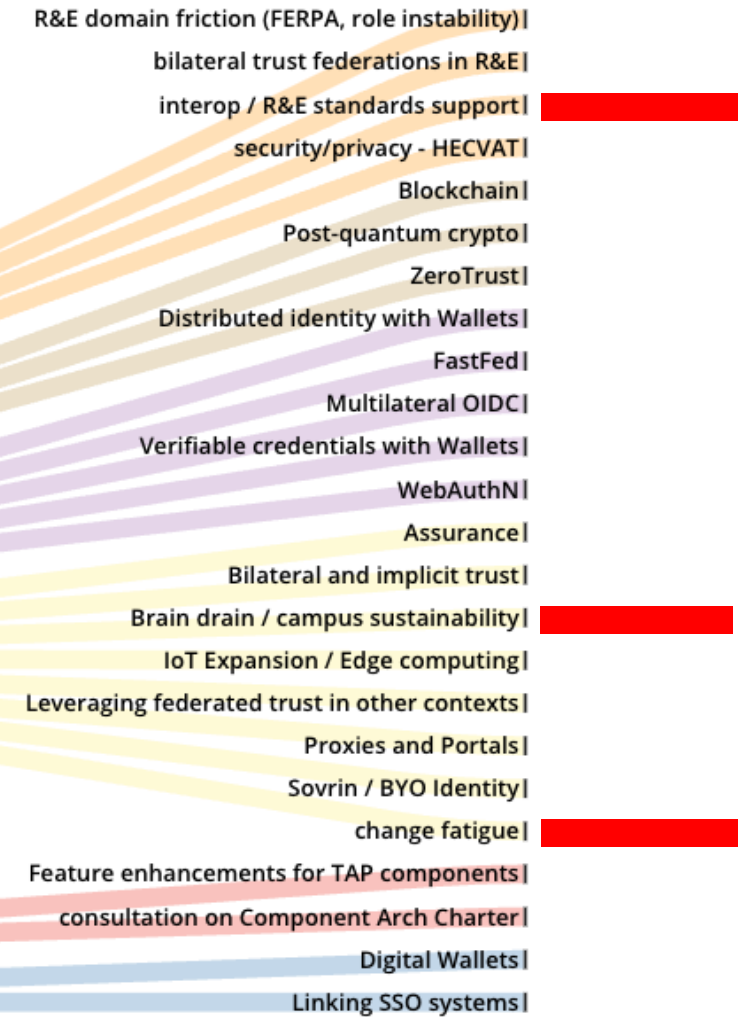 R&E domain friction (FERPA, role instability)
bilateral trust federations in R&E
interop / R&E standards support
security/privacy - HECVAT
Blockchain
Post-quantum crypto
ZeroTrust
Distributed identity with Wallets
FastFed
Multilateral OIDC
Verifiable credentials with Wallets
WebAuthN
Assurance
Bilateral and implicit trust
Brain drain / campus sustainability
IoT Expansion / Edge computing
Leveraging federated trust in other contexts
Proxies and Portals
Sovrin / BYO Identity
change fatigue
Feature enhancements for TAP components
consultation on Component Arch Charter
Digital Wallets
Linking SSO systems